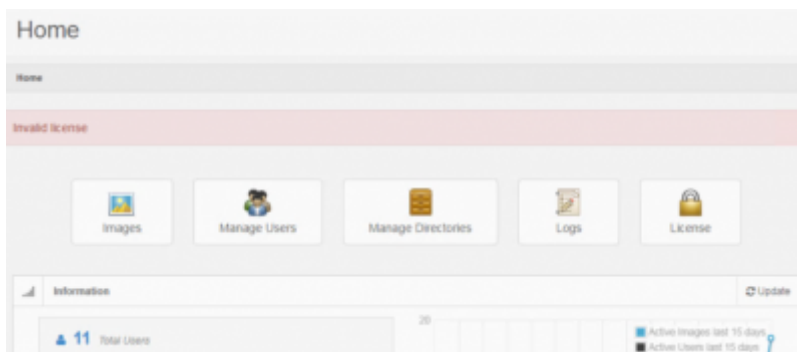 Home
Home
Invalid license
Images
Manage Users
Manage Directories
Logs
License
Information
Update
11 Total Users
20
Active Images last 15 days
Active Users last 15 days